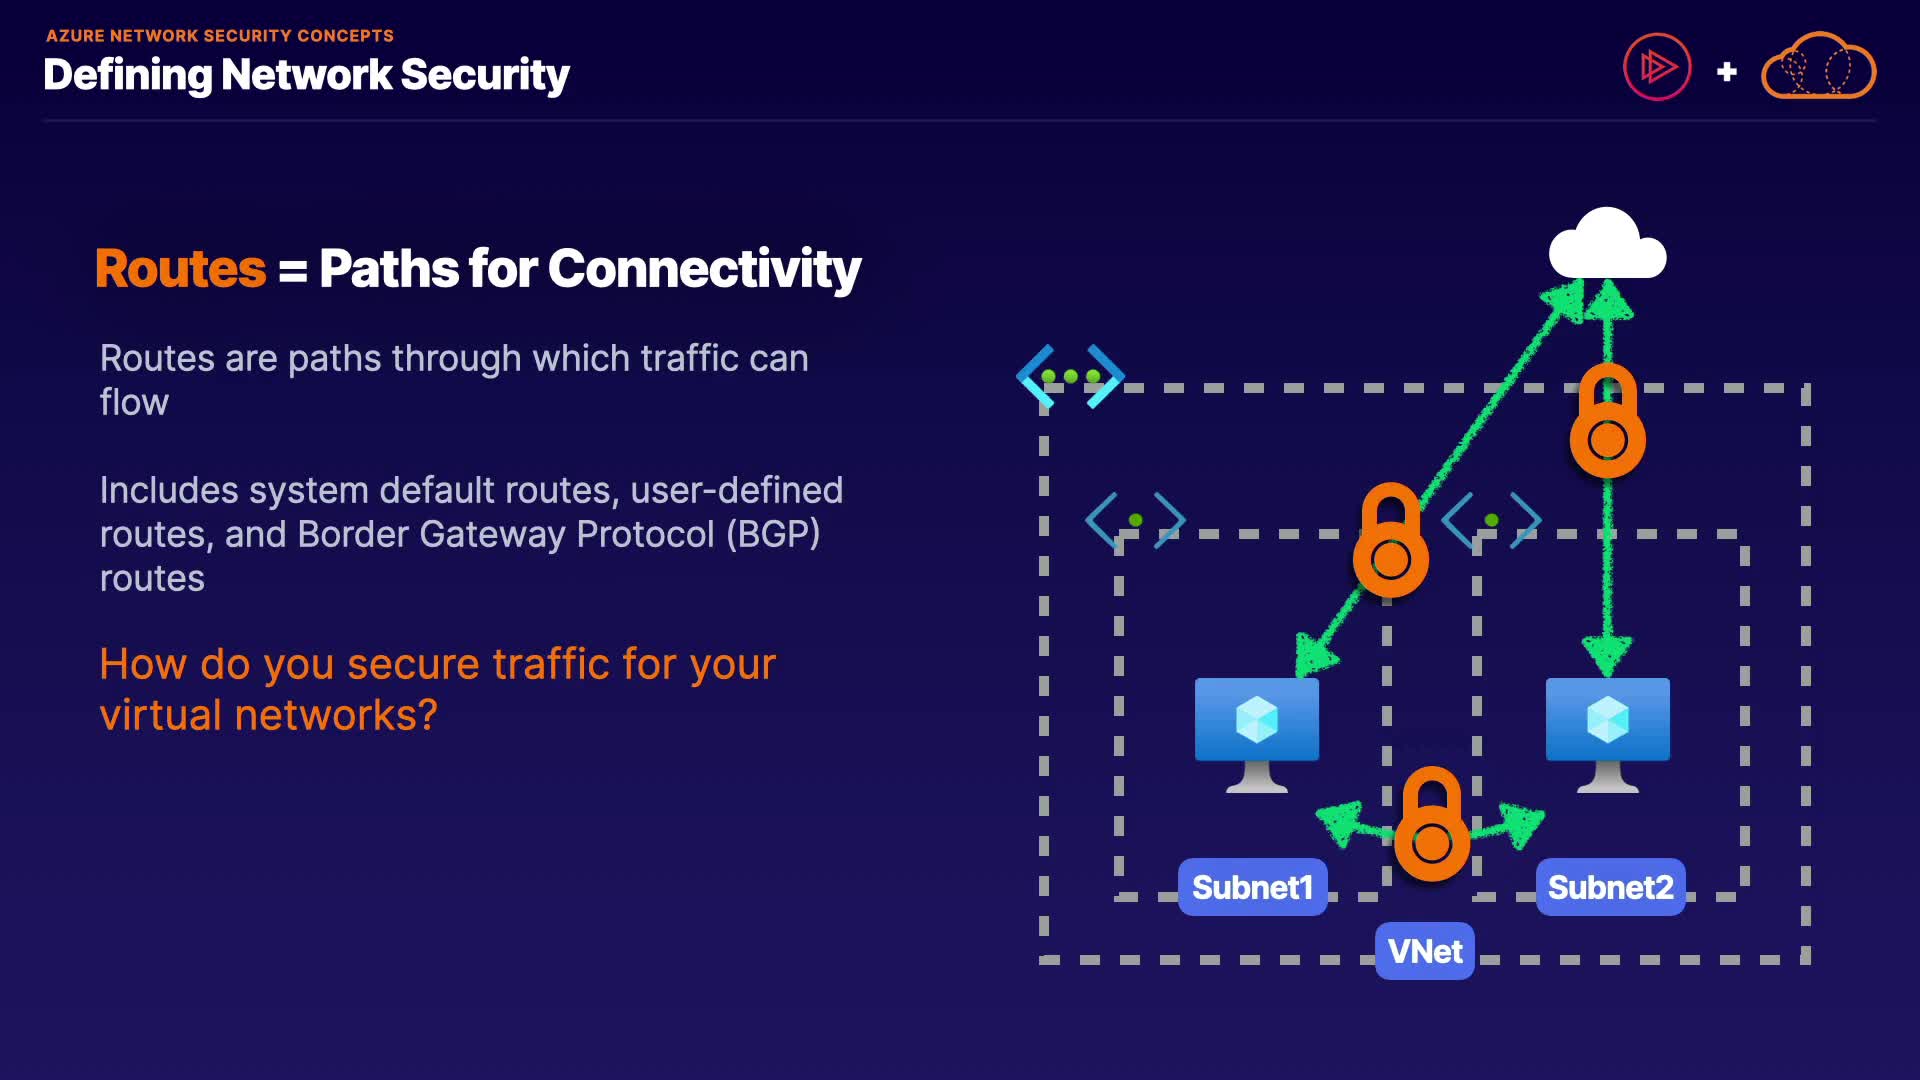 AZURE NETWORK SECURITY CONCEPTS
Defining Network Security
+
Routes = Paths for Connectivity
Routes are paths through which traffic can
flow
Includes system default routes, user-defined
routes, and Border Gateway Protocol (BGP)
routes
How do you secure traffic for your
virtual networks?
Subnet1
Subnet2
VNet